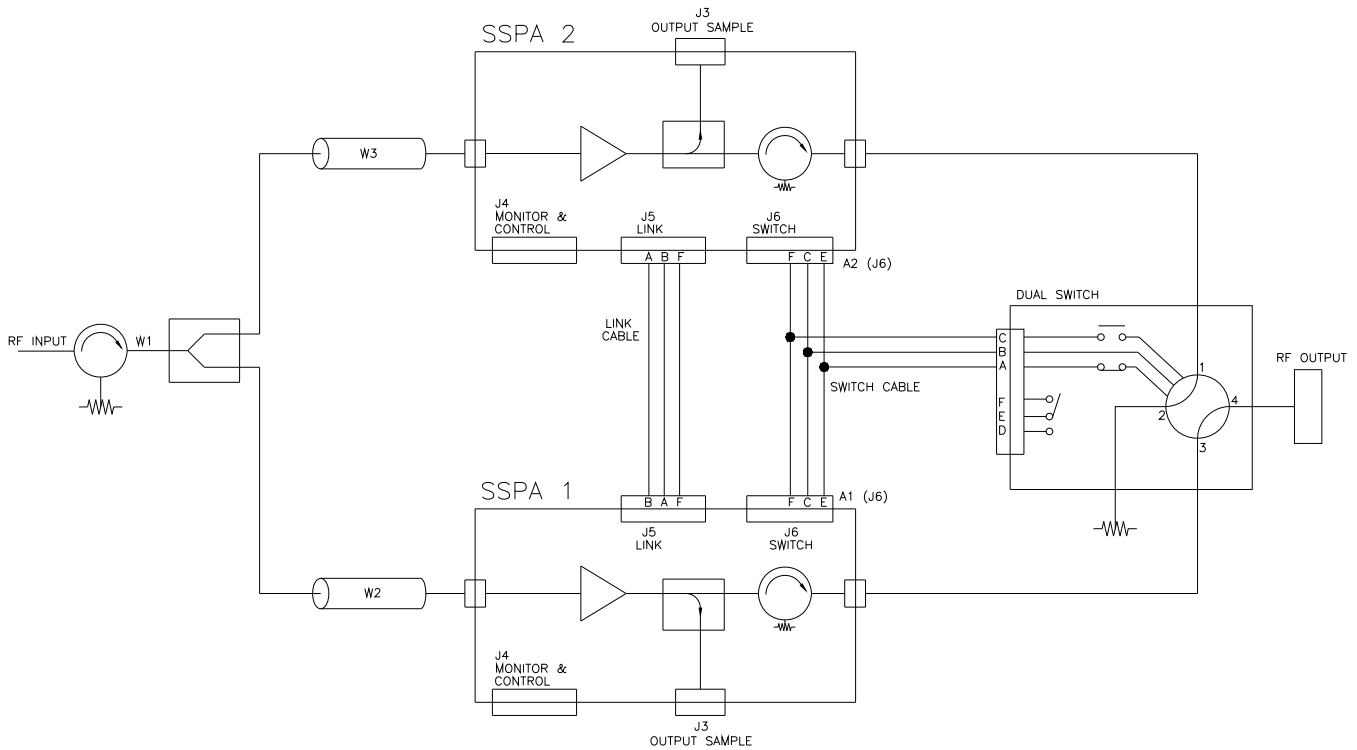 J3
OUTPUT SAMPLE
SSPA 2
W3
J4
MONITOR &
CONTROL
J5
LINK
J6
SWITCH
A B F
F C E
A2 (J6)
DUAL SWITCH
LINK
CABLE
RF INPUT
W1
C
B
A
F
E
D
SWITCH CABLE
1
2
4
3
RF OUTPUT
SSPA 1
B A F
F C E
A1 (J6)
J5
LINK
J6
SWITCH
W2
J4
MONITOR &
CONTROL
J3
OUTPUT SAMPLE